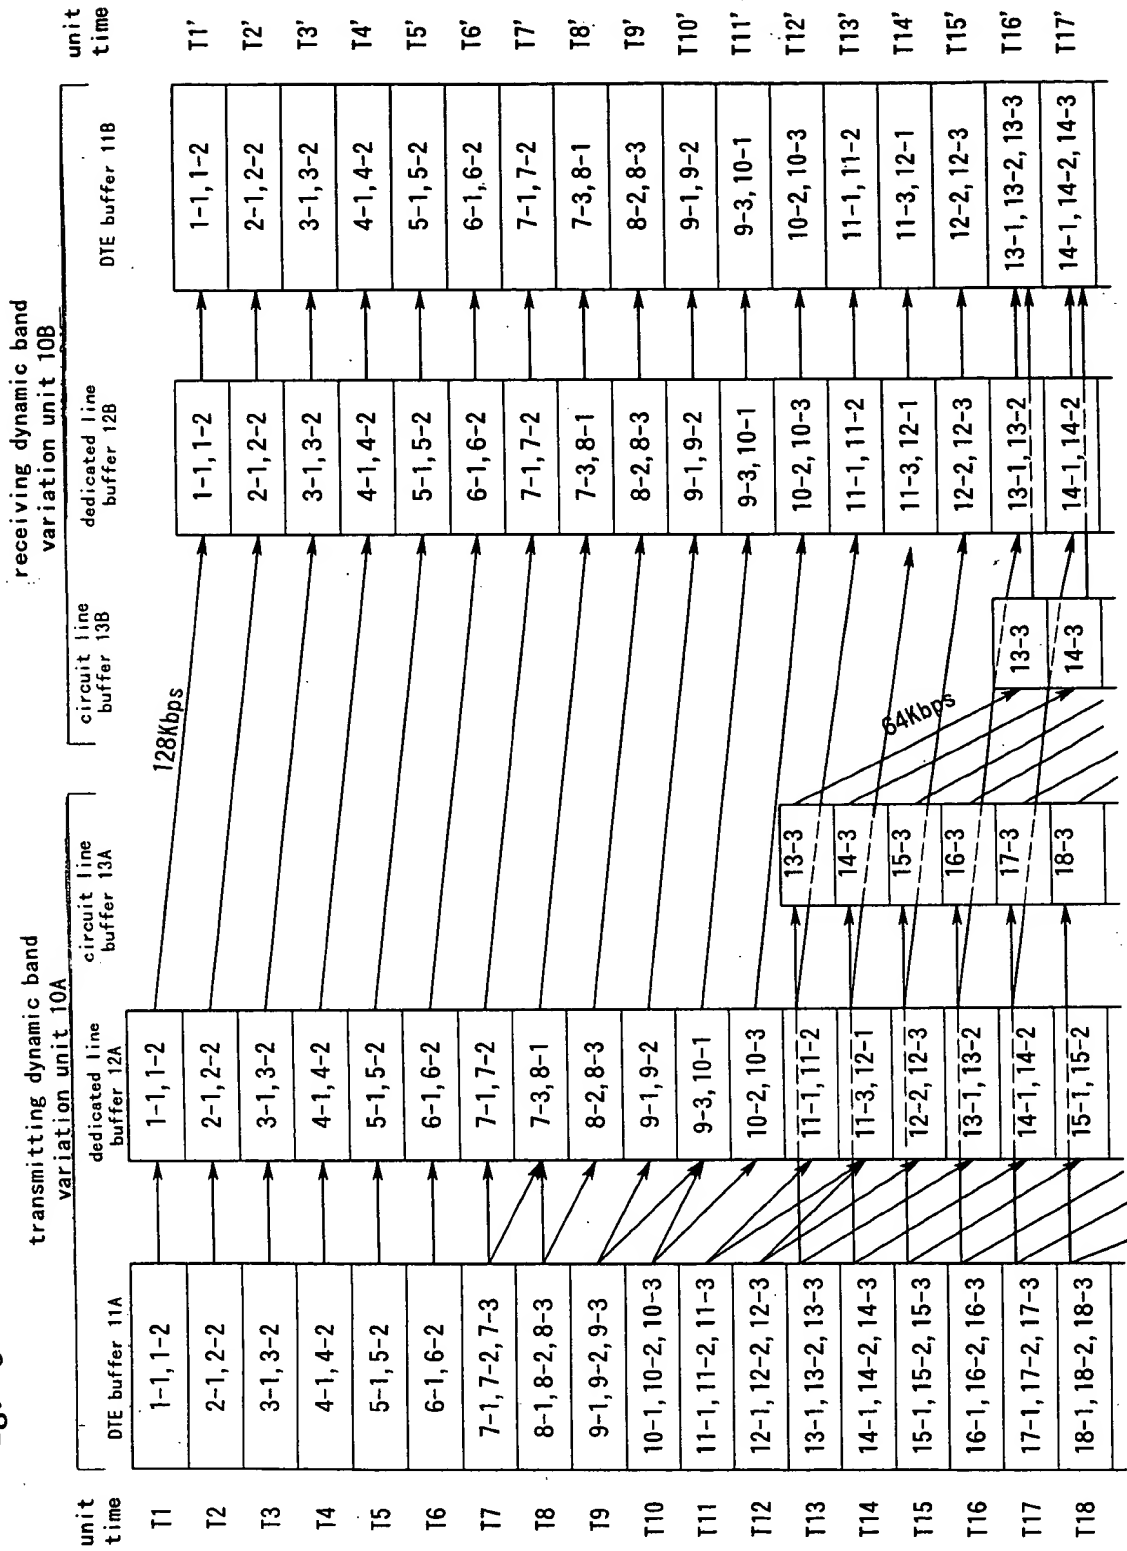 transmitting dynamic band
variation unit 10A
receiving dynamic band
variation unit 10B
unit
time
T1
T2
T3
T4
T5
T6
T7
T8
T9
T10
T11
T12
T13
T14
T15
T16
T17
T18
DTE buffer 11A
1-1, 1-2
2-1, 2-2
3-1, 3-2
4-1, 4-2
5-1, 5-2
6-1, 6-2
7-1, 7-2, 7-3
8-1, 8-2, 8-3
9-1, 9-2, 9-3
10-1, 10-2, 10-3
11-1, 11-2, 11-3
12-1, 12-2, 12-3
13-1, 13-2, 13-3
14-1, 14-2, 14-3
15-1, 15-2, 15-3
16-1, 16-2, 16-3
17-1, 17-2, 17-3
18-1, 18-2, 18-3
dedicated line
buffer 12A
1-1, 1-2
2-1, 2-2
3-1, 3-2
4-1, 4-2
5-1, 5-2
6-1, 6-2
7-1, 7-2
7-3, 8-1
8-2, 8-3
9-1, 9-2
9-3, 10-1
10-2, 10-3
11-1, 11-2
11-3, 12-1
12-2, 12-3
13-1, 13-2
14-1, 14-2
15-1, 15-2
circuit line
buffer 13A
13-3
14-3
15-3
16-3
17-3
18-3
128Kbps
64Kbps
circuit line
buffer 13B
13-3
14-3
dedicated line
buffer 12B
1-1, 1-2
2-1, 2-2
3-1, 3-2
4-1, 4-2
5-1, 5-2
6-1, 6-2
7-1, 7-2
7-3, 8-1
8-2, 8-3
9-1, 9-2
9-3, 10-1
10-2, 10-3
11-1, 11-2
11-3, 12-1
12-2, 12-3
13-1, 13-2
14-1, 14-2
DTE buffer 11B
1-1, 1-2
2-1, 2-2
3-1, 3-2
4-1, 4-2
5-1, 5-2
6-1, 6-2
7-1, 7-2
7-3, 8-1
8-2, 8-3
9-1, 9-2
9-3, 10-1
10-2, 10-3
11-1, 11-2
11-3, 12-1
12-2, 12-3
13-1, 13-2, 13-3
14-1, 14-2, 14-3
unit
time
T1'
T2'
T3'
T4'
T5'
T6'
T7'
T8'
T9'
T10'
T11'
T12'
T13'
T14'
T15'
T16'
T17'